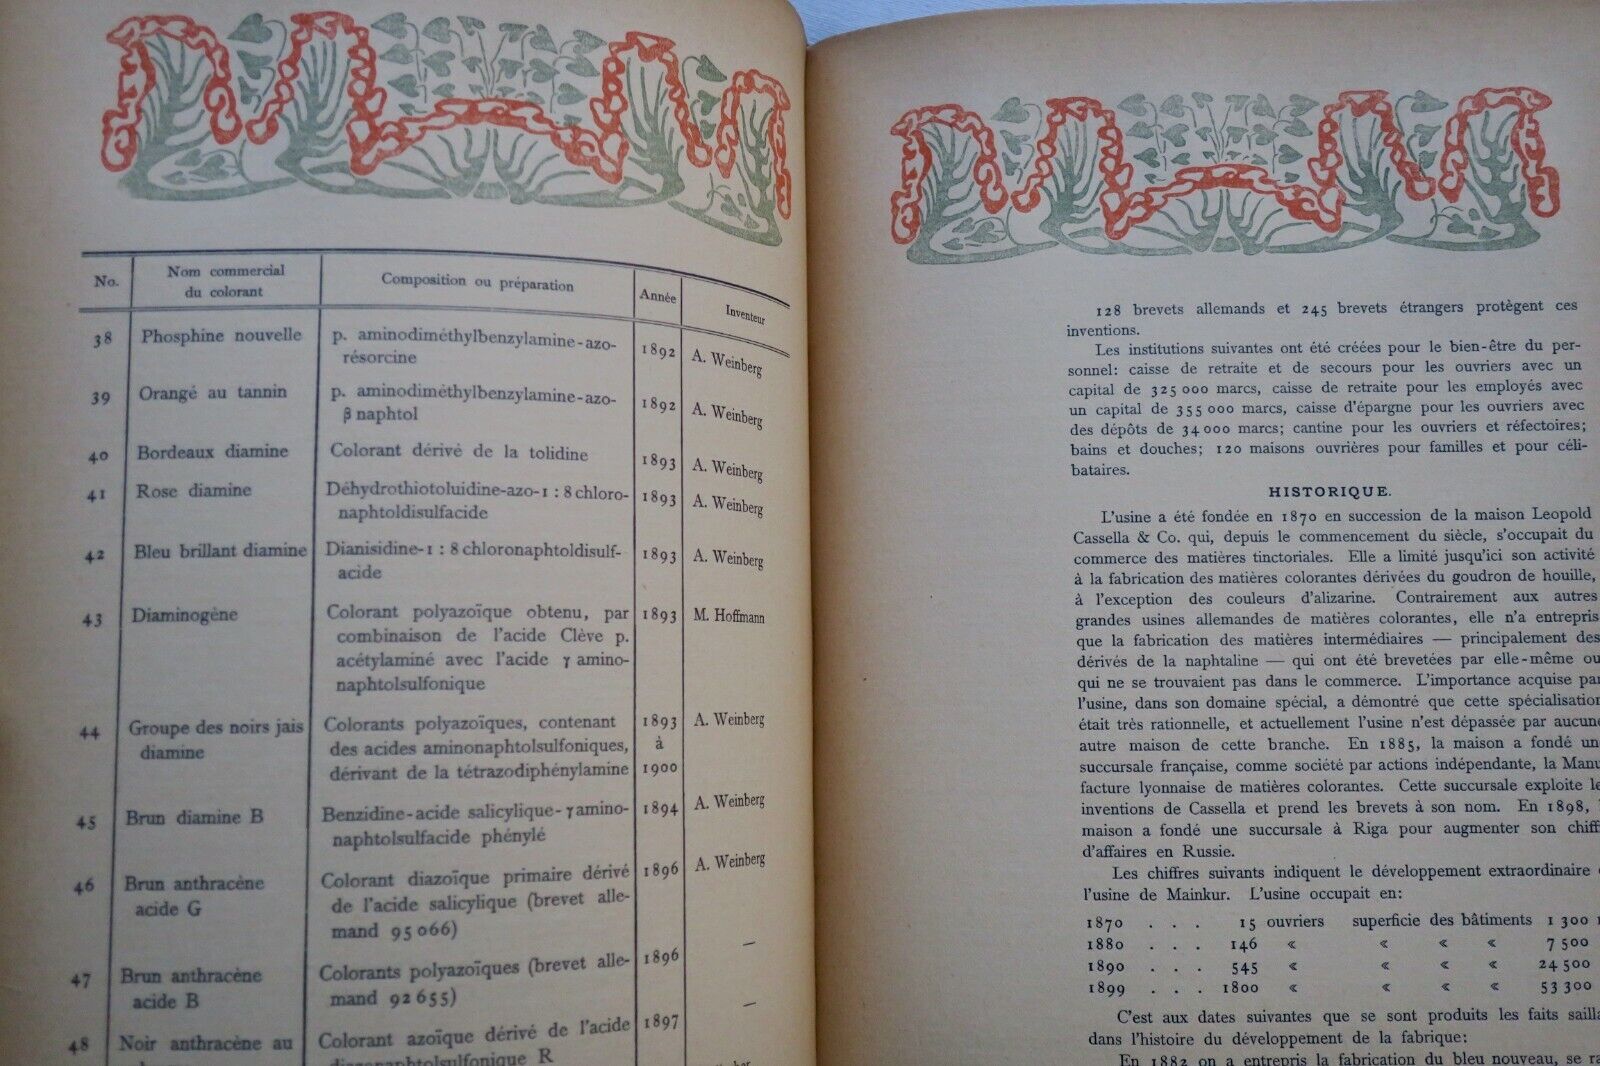 No. Nom commercial du colorant Composition ou préparation Année Inventeur
38 Phosphine nouvelle p. aminodiméthylbenzylamine-azo- 1892 A. Weinberg
résorcine
39 Orangé au tannin p. aminodiméthylbenzylamine-azo- 1892 A. Weinberg
β naphtol
40 Bordeaux diamine Colorant dérivé de la tolidine 1893 A. Weinberg
41 Rose diamine Déhydrothiotoluidine-azo-1 : 8 chloro- 1893 A. Weinberg
naphtoldisulfacide
42 Bleu brillant diamine Dianisidine-1 : 8 chloronaphtoldisulf- 1893 A. Weinberg
acide
43 Diaminogène Colorant polyazoïque obtenu, par 1893 M. Hoffmann
combinaison de l'acide Clève p.
acétylaminé avec l'acide γ amino-
naphtolsulfonique
44 Groupe des noirs jais Colorants polyazoïques, contenant 1893 A. Weinberg
diamine des acides aminonaphtolsulfoniques, à
dérivant de la tétrazodiphénylamine 1900
45 Brun diamine B Benzidine-acide salicylique-γ amino- 1894 A. Weinberg
naphtolsulfacide phénylé
46 Brun anthracène Colorant diazoïque primaire dérivé 1896 A. Weinberg
acide G de l'acide salicylique (brevet alle-
mand 95 066)
47 Brun anthracène Colorants polyazoïques (brevet alle- 1896 —
acide B mand 92 655)
48 Noir anthracène au Colorant azoïque dérivé de l'acide 1897 —
diazonaphtolsulfonique R
128 brevets allemands et 245 brevets étrangers protègent ces
inventions.
Les institutions suivantes ont été créées pour le bien-être du per-
sonnel: caisse de retraite et de secours pour les ouvriers avec un
capital de 325 000 marcs, caisse de retraite pour les employés avec
un capital de 355 000 marcs, caisse d'épargne pour les ouvriers avec
des dépôts de 34 000 marcs; cantine pour les ouvriers et réfectoires;
bains et douches; 120 maisons ouvrières pour familles et pour céli-
bataires.
HISTORIQUE.
L'usine a été fondée en 1870 en succession de la maison Leopold
Cassella & Co. qui, depuis le commencement du siècle, s'occupait du
commerce des matières tinctoriales. Elle a limité jusqu'ici son activité
à la fabrication des matières colorantes dérivées du goudron de houille,
à l'exception des couleurs d'alizarine. Contrairement aux autres
grandes usines allemandes de matières colorantes, elle n'a entrepris
que la fabrication des matières intermédiaires — principalement des
dérivés de la naphtaline — qui ont été brevetées par elle-même ou
qui ne se trouvaient pas dans le commerce. L'importance acquise par
l'usine, dans son domaine spécial, a démontré que cette spécialisation
était très rationnelle, et actuellement l'usine n'est dépassée par aucune
autre maison de cette branche. En 1885, la maison a fondé une
succursale française, comme société par actions indépendante, la Manu-
facture lyonnaise de matières colorantes. Cette succursale exploite les
inventions de Cassella et prend les brevets à son nom. En 1898,
maison a fondé une succursale à Riga pour augmenter son chiff
d'affaires en Russie.
Les chiffres suivants indiquent le développement extraordinaire
l'usine de Mainkur. L'usine occupait en:
1870 . . . 15 ouvriers superficie des bâtiments 1 300
1880 . . . 146 « « « « 7 500
1890 . . . 545 « « « « 24 500
1899 . . . 1800 « « « « 53 300
C'est aux dates suivantes que se sont produits les faits sailla
dans l'histoire du développement de la fabrique:
En 1882 on a entrepris la fabrication du bleu nouveau, se ra